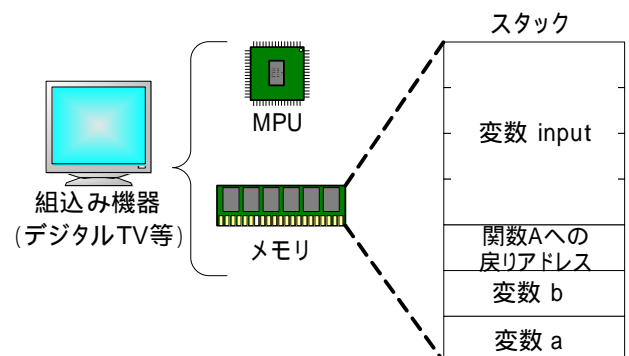 スタック
MPU
変数 input
組込み機器
(デジタルTV等)
メモリ
関数Aへの
戻りアドレス
変数 b
変数 a